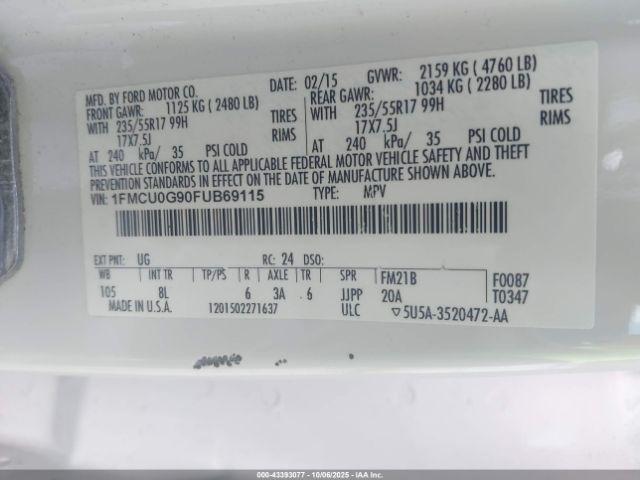 MFD. BY FORD MOTOR CO.
DATE: 02/15 GVWR: 2159 KG ( 4760 LB)
FRONT GAWR: 1125 KG ( 2480 LB) REAR GAWR: 1034 KG ( 2280 LB)
WITH 235/55R17 99H TIRES WITH 235/55R17 99H TIRES
17X7.5J RIMS 17X7.5J RIMS
AT 240 kPa/ 35 PSI COLD AT 240 kPa/ 35 PSI COLD
THIS VEHICLE CONFORMS TO ALL APPLICABLE FEDERAL MOTOR VEHICLE SAFETY AND THEFT
PREVENTION STANDARDS IN EFFECT ON THE DATE OF MANUFACTURE SHOWN ABOVE.
VIN: 1FMCU0G90FUB69115 TYPE: MPV
EXT PNT: UG RC: 24 DSO:
WB INT TR TP/PS R AXLE TR SPR FM21B F0087
105 8L 6 3A 6 JJPP 20A T0347
MADE IN U.S.A. 1201502271637 ULC ▽5U5A-3520472-AA
000-43393077 - 10/06/2025 - IAAI.COM